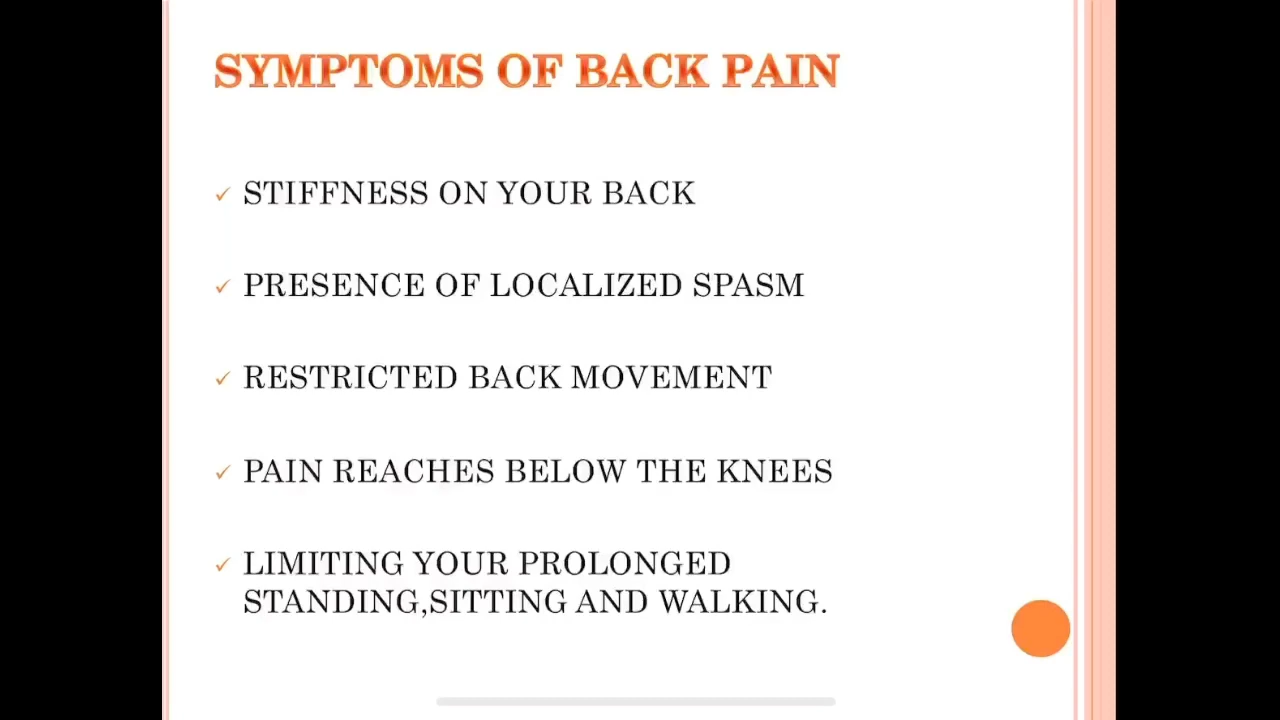 SYMPTOMS OF BACK PAIN
STIFFNESS ON YOUR BACK
PRESENCE OF LOCALIZED SPASM
RESTRICTED BACK MOVEMENT
PAIN REACHES BELOW THE KNEES
LIMITING YOUR PROLONGED
STANDING,SITTING AND WALKING.